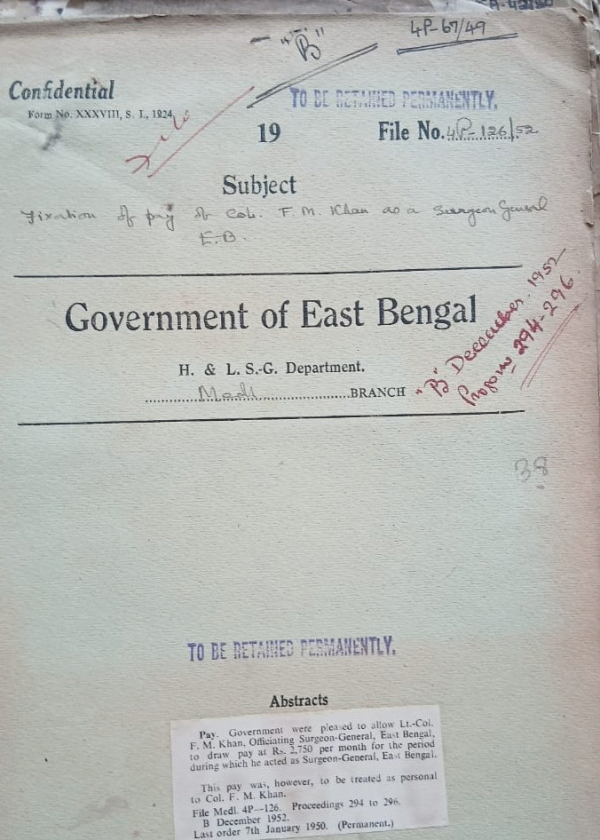 "B"
4P-67/49
Confidential
Form No. XXXVIII, S. I., 1924.
TO BE RETAINED PERMANENTLY.
19
File No. 4P-126/52
Subject
Fixation of pay of Col. F. M. Khan as a Surgeon General
E.B.
Government of East Bengal
H. & L. S.-G. Department.
Medl. BRANCH
"B" December. 1952
Progs. No 294-296.
38
TO BE RETAINED PERMANENTLY.
Abstracts
Pay. Government were pleased to allow Lt.-Col.
F. M. Khan, Officiating Surgeon-General, East Bengal,
to draw pay at Rs. 2,750 per month for the period
during which he acted as Surgeon-General, East Bengal.
This pay was, however, to be treated as personal
to Col. F. M. Khan.
File Medl. 4P—126. Proceedings 294 to 296.
B December 1952.
Last order 7th January 1950. (Permanent.)